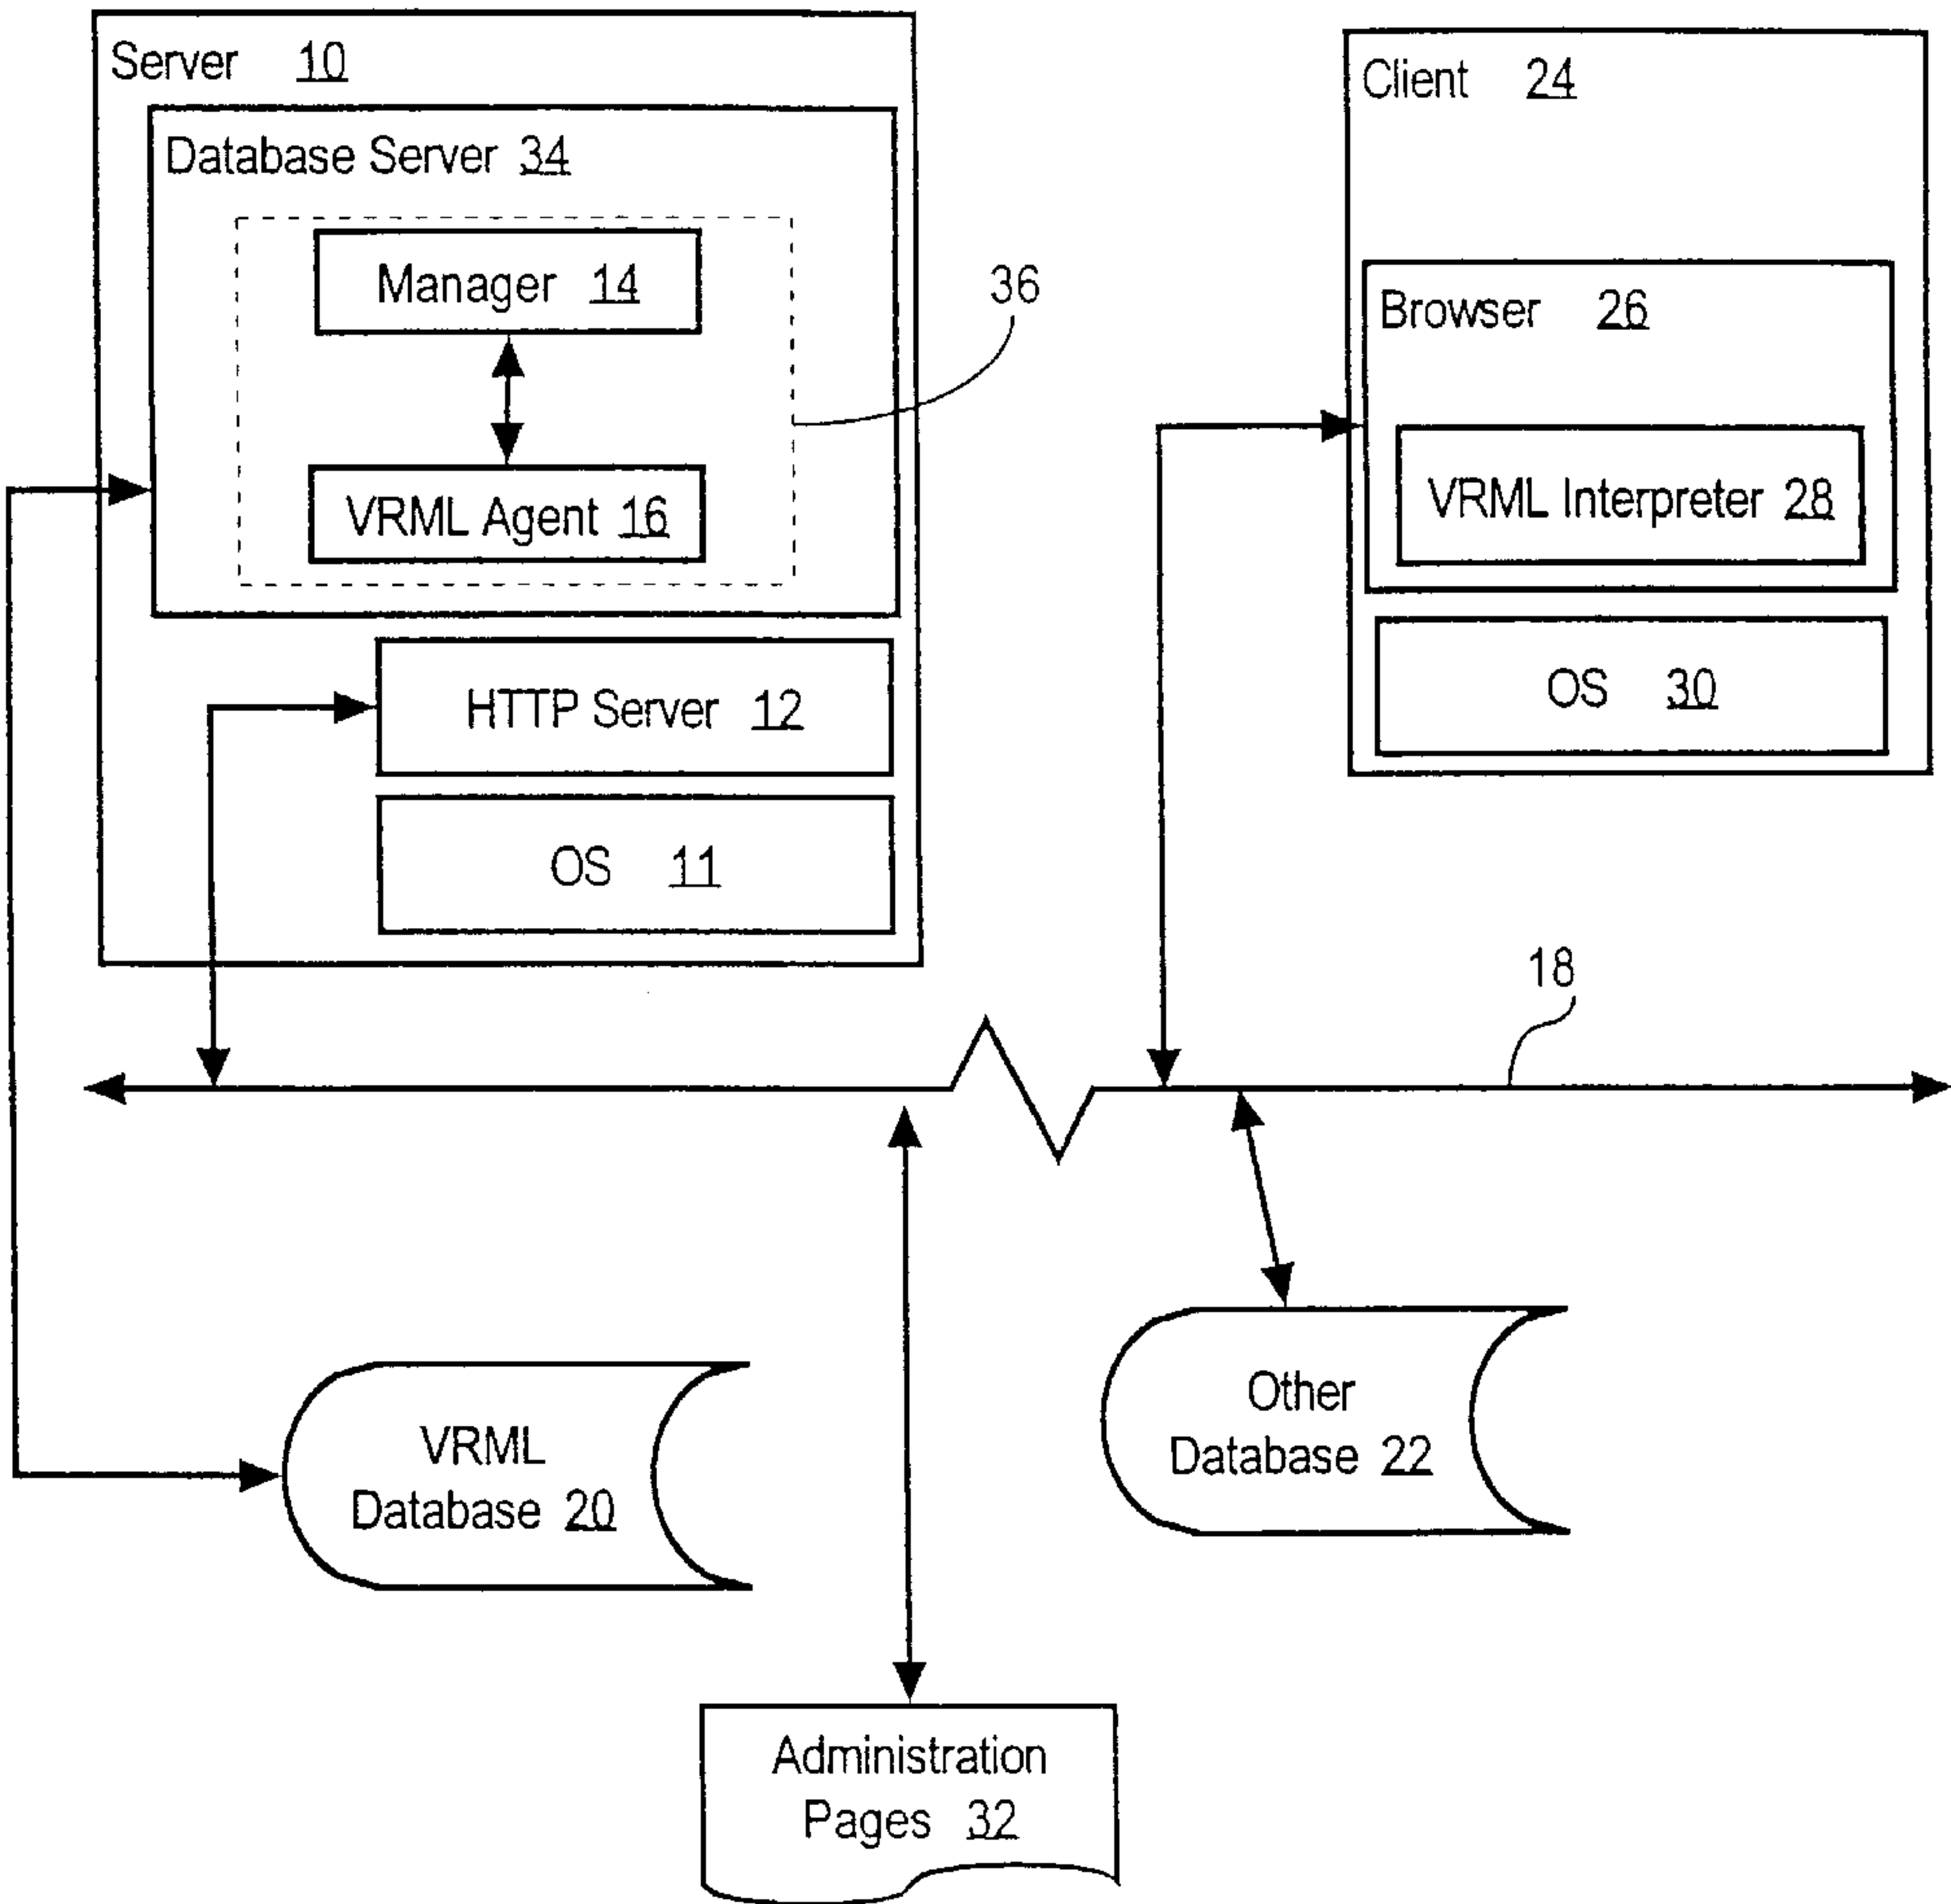 Server 10
Database Server 34
Manager 14
VRML Agent 16
36
HTTP Server 12
OS 11
Client 24
Browser 26
VRML Interpreter 28
OS 30
18
VRML
Database 20
Other
Database 22
Administration
Pages 32